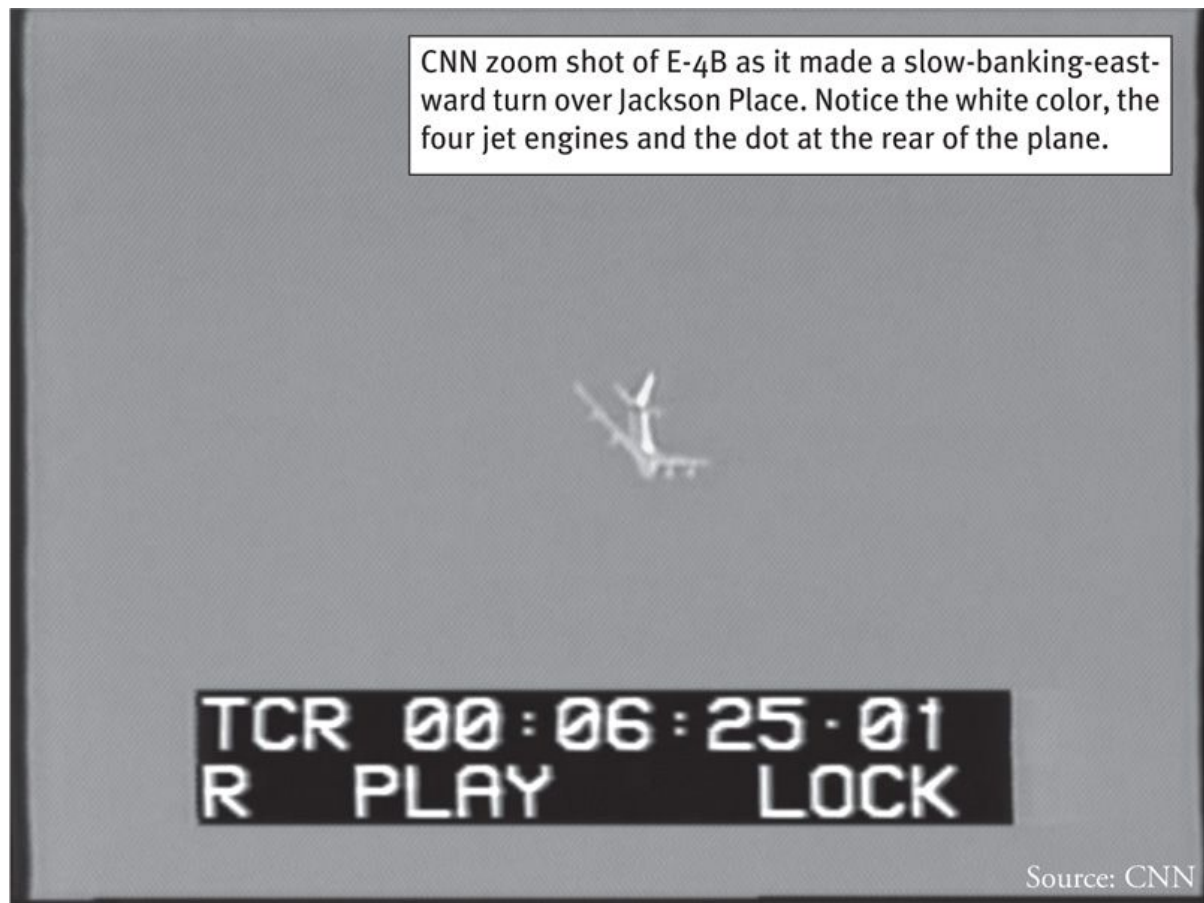 CNN zoom shot of E-4B as it made a slow-banking-east-
ward turn over Jackson Place. Notice the white color, the
four jet engines and the dot at the rear of the plane.
TCR 00:06:25·01
R PLAY LOCK
Source: CNN